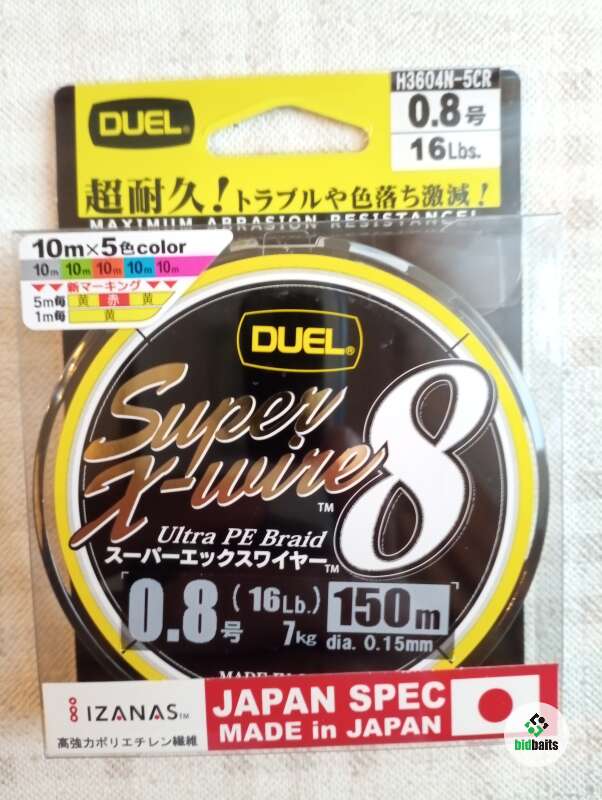 H3604N-5CR
DUEL®
0.8号
16Lbs.
超耐久！トラブルや色落ち激減！
MAXIMUM ABRASION RESISTANCE!
10m×5色color
10m 10m 10m 10m 10m
新マーキング
5m毎 黄 赤 黄
1m毎 黄
DUEL®
Super
X-wire™ 8
Ultra PE Braid
スーパーエックスワイヤー™
0.8号 (16Lb.) 7kg 150m
dia. 0.15mm
IZANAS™
高強力ポリエチレン繊維
JAPAN SPEC
MADE in JAPAN
bidbaits